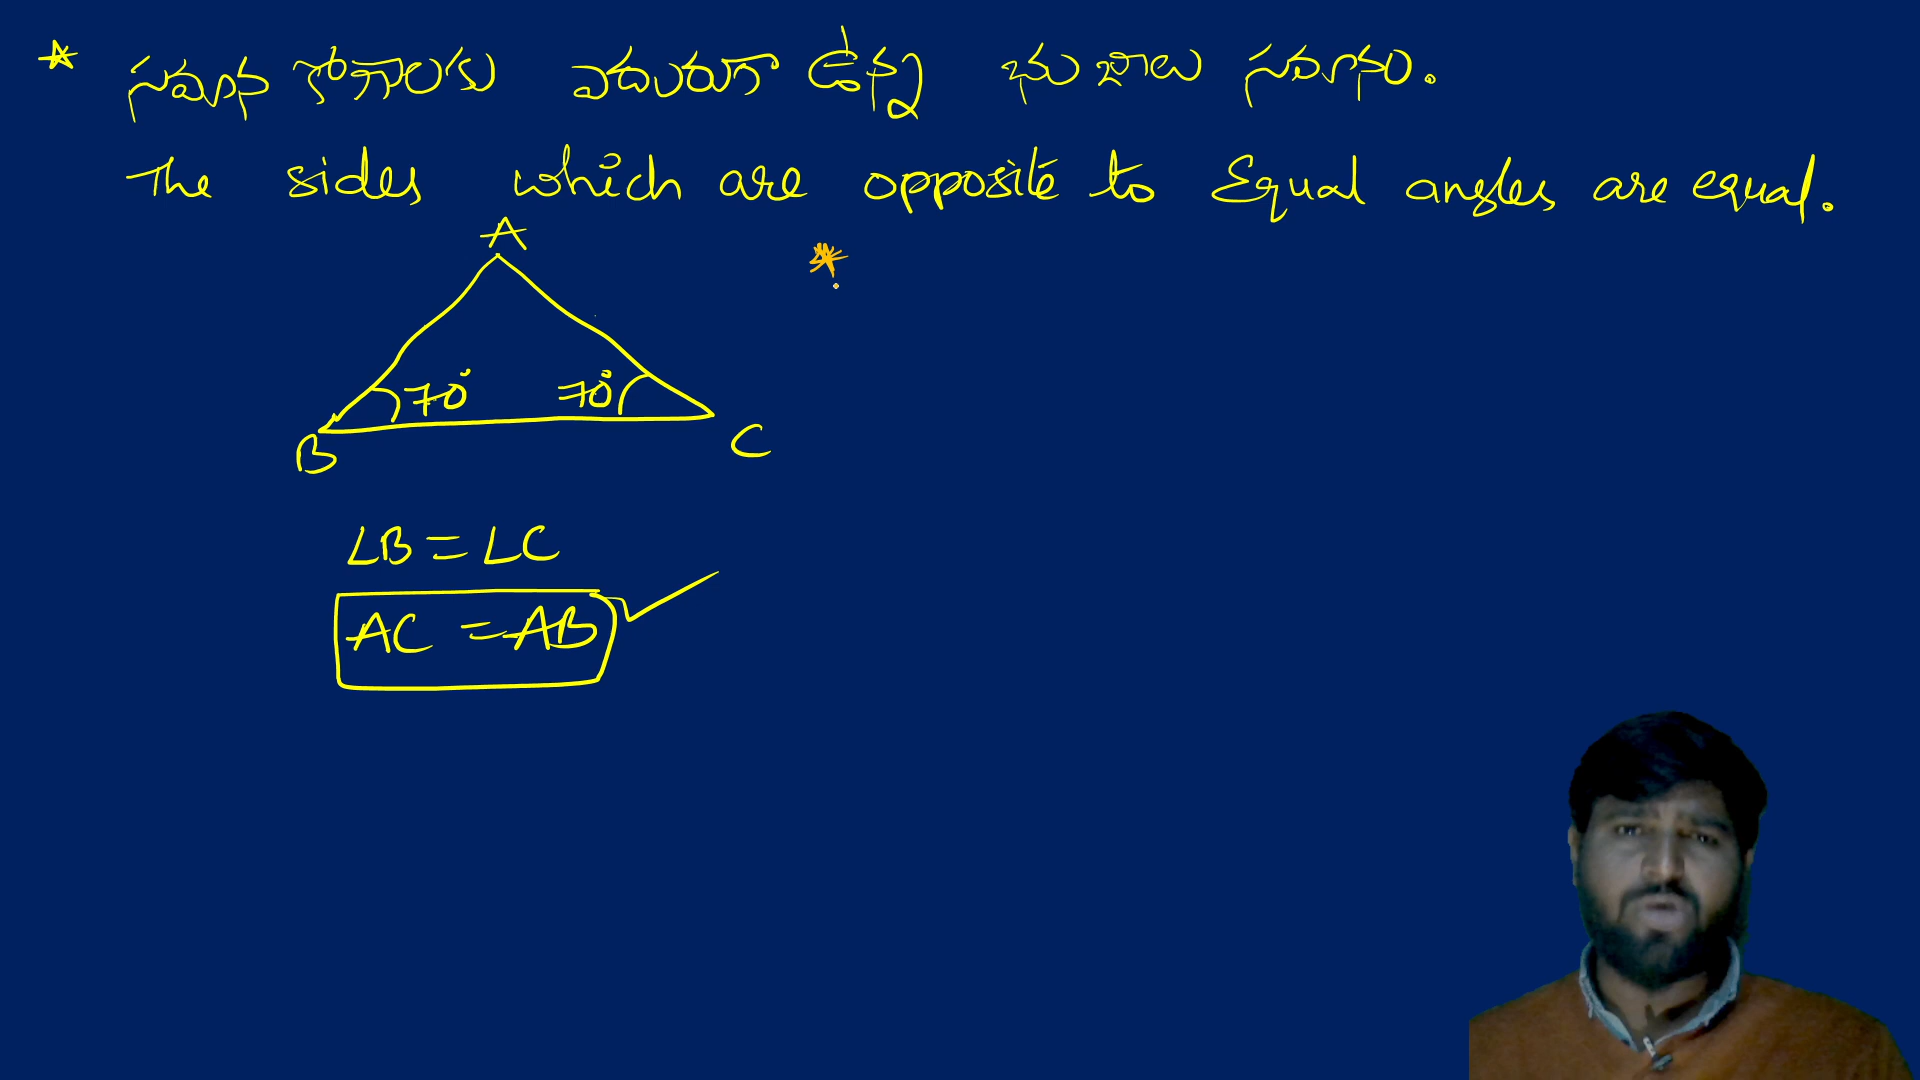 * సమాన కోణాలకు ఎదురుగా ఉన్న భుజాలు సమానం.
The sides which are opposite to Equal angles are equal.
A
*
70° 70°
B C
∠B = ∠C
AC = AB